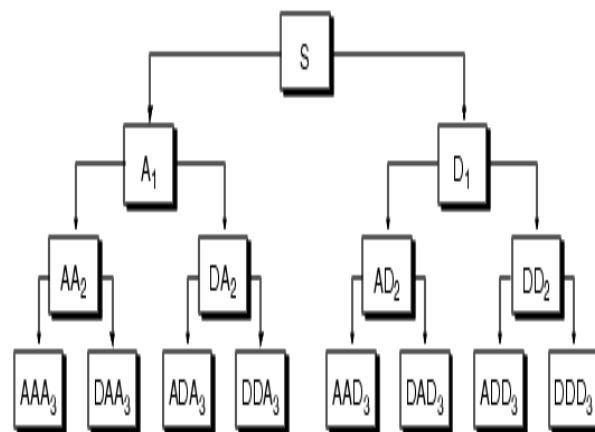 S
A₁ D₁
AA₂ DA₂ AD₂ DD₂
AAA₃ DAA₃ ADA₃ DDA₃ AAD₃ DAD₃ ADD₃ DDD₃